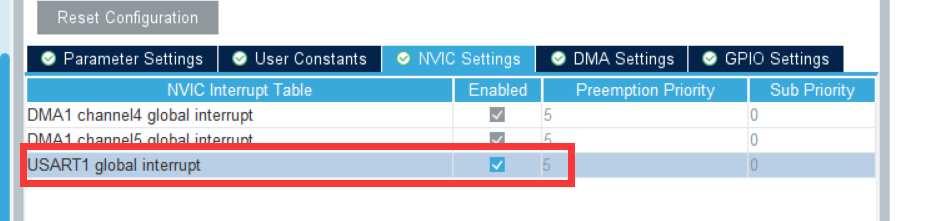 Reset Configuration
Parameter Settings User Constants NVIC Settings DMA Settings GPIO Settings
NVIC Interrupt Table Enabled Preemption Priority Sub Priority
DMA1 channel4 global interrupt 5 0
DMA1 channel5 global interrupt 5 0
USART1 global interrupt 5 0